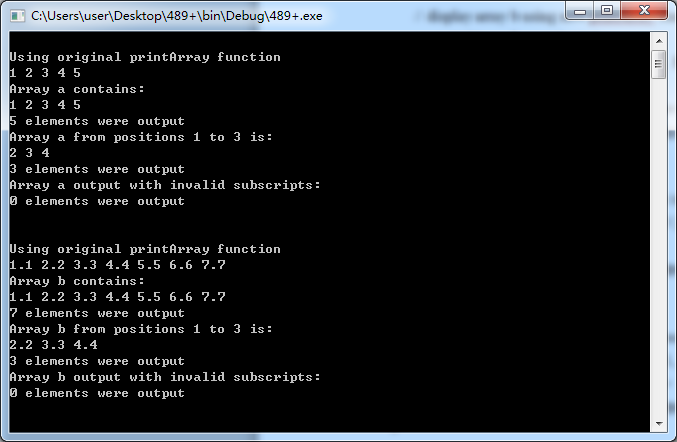 C:\Users\user\Desktop\489+\bin\Debug\489+.exe
Using original printArray function
1 2 3 4 5
Array a contains:
1 2 3 4 5
5 elements were output
Array a from positions 1 to 3 is:
2 3 4
3 elements were output
Array a output with invalid subscripts:
0 elements were output
Using original printArray function
1.1 2.2 3.3 4.4 5.5 6.6 7.7
Array b contains:
1.1 2.2 3.3 4.4 5.5 6.6 7.7
7 elements were output
Array b from positions 1 to 3 is:
2.2 3.3 4.4
3 elements were output
Array b output with invalid subscripts:
0 elements were output